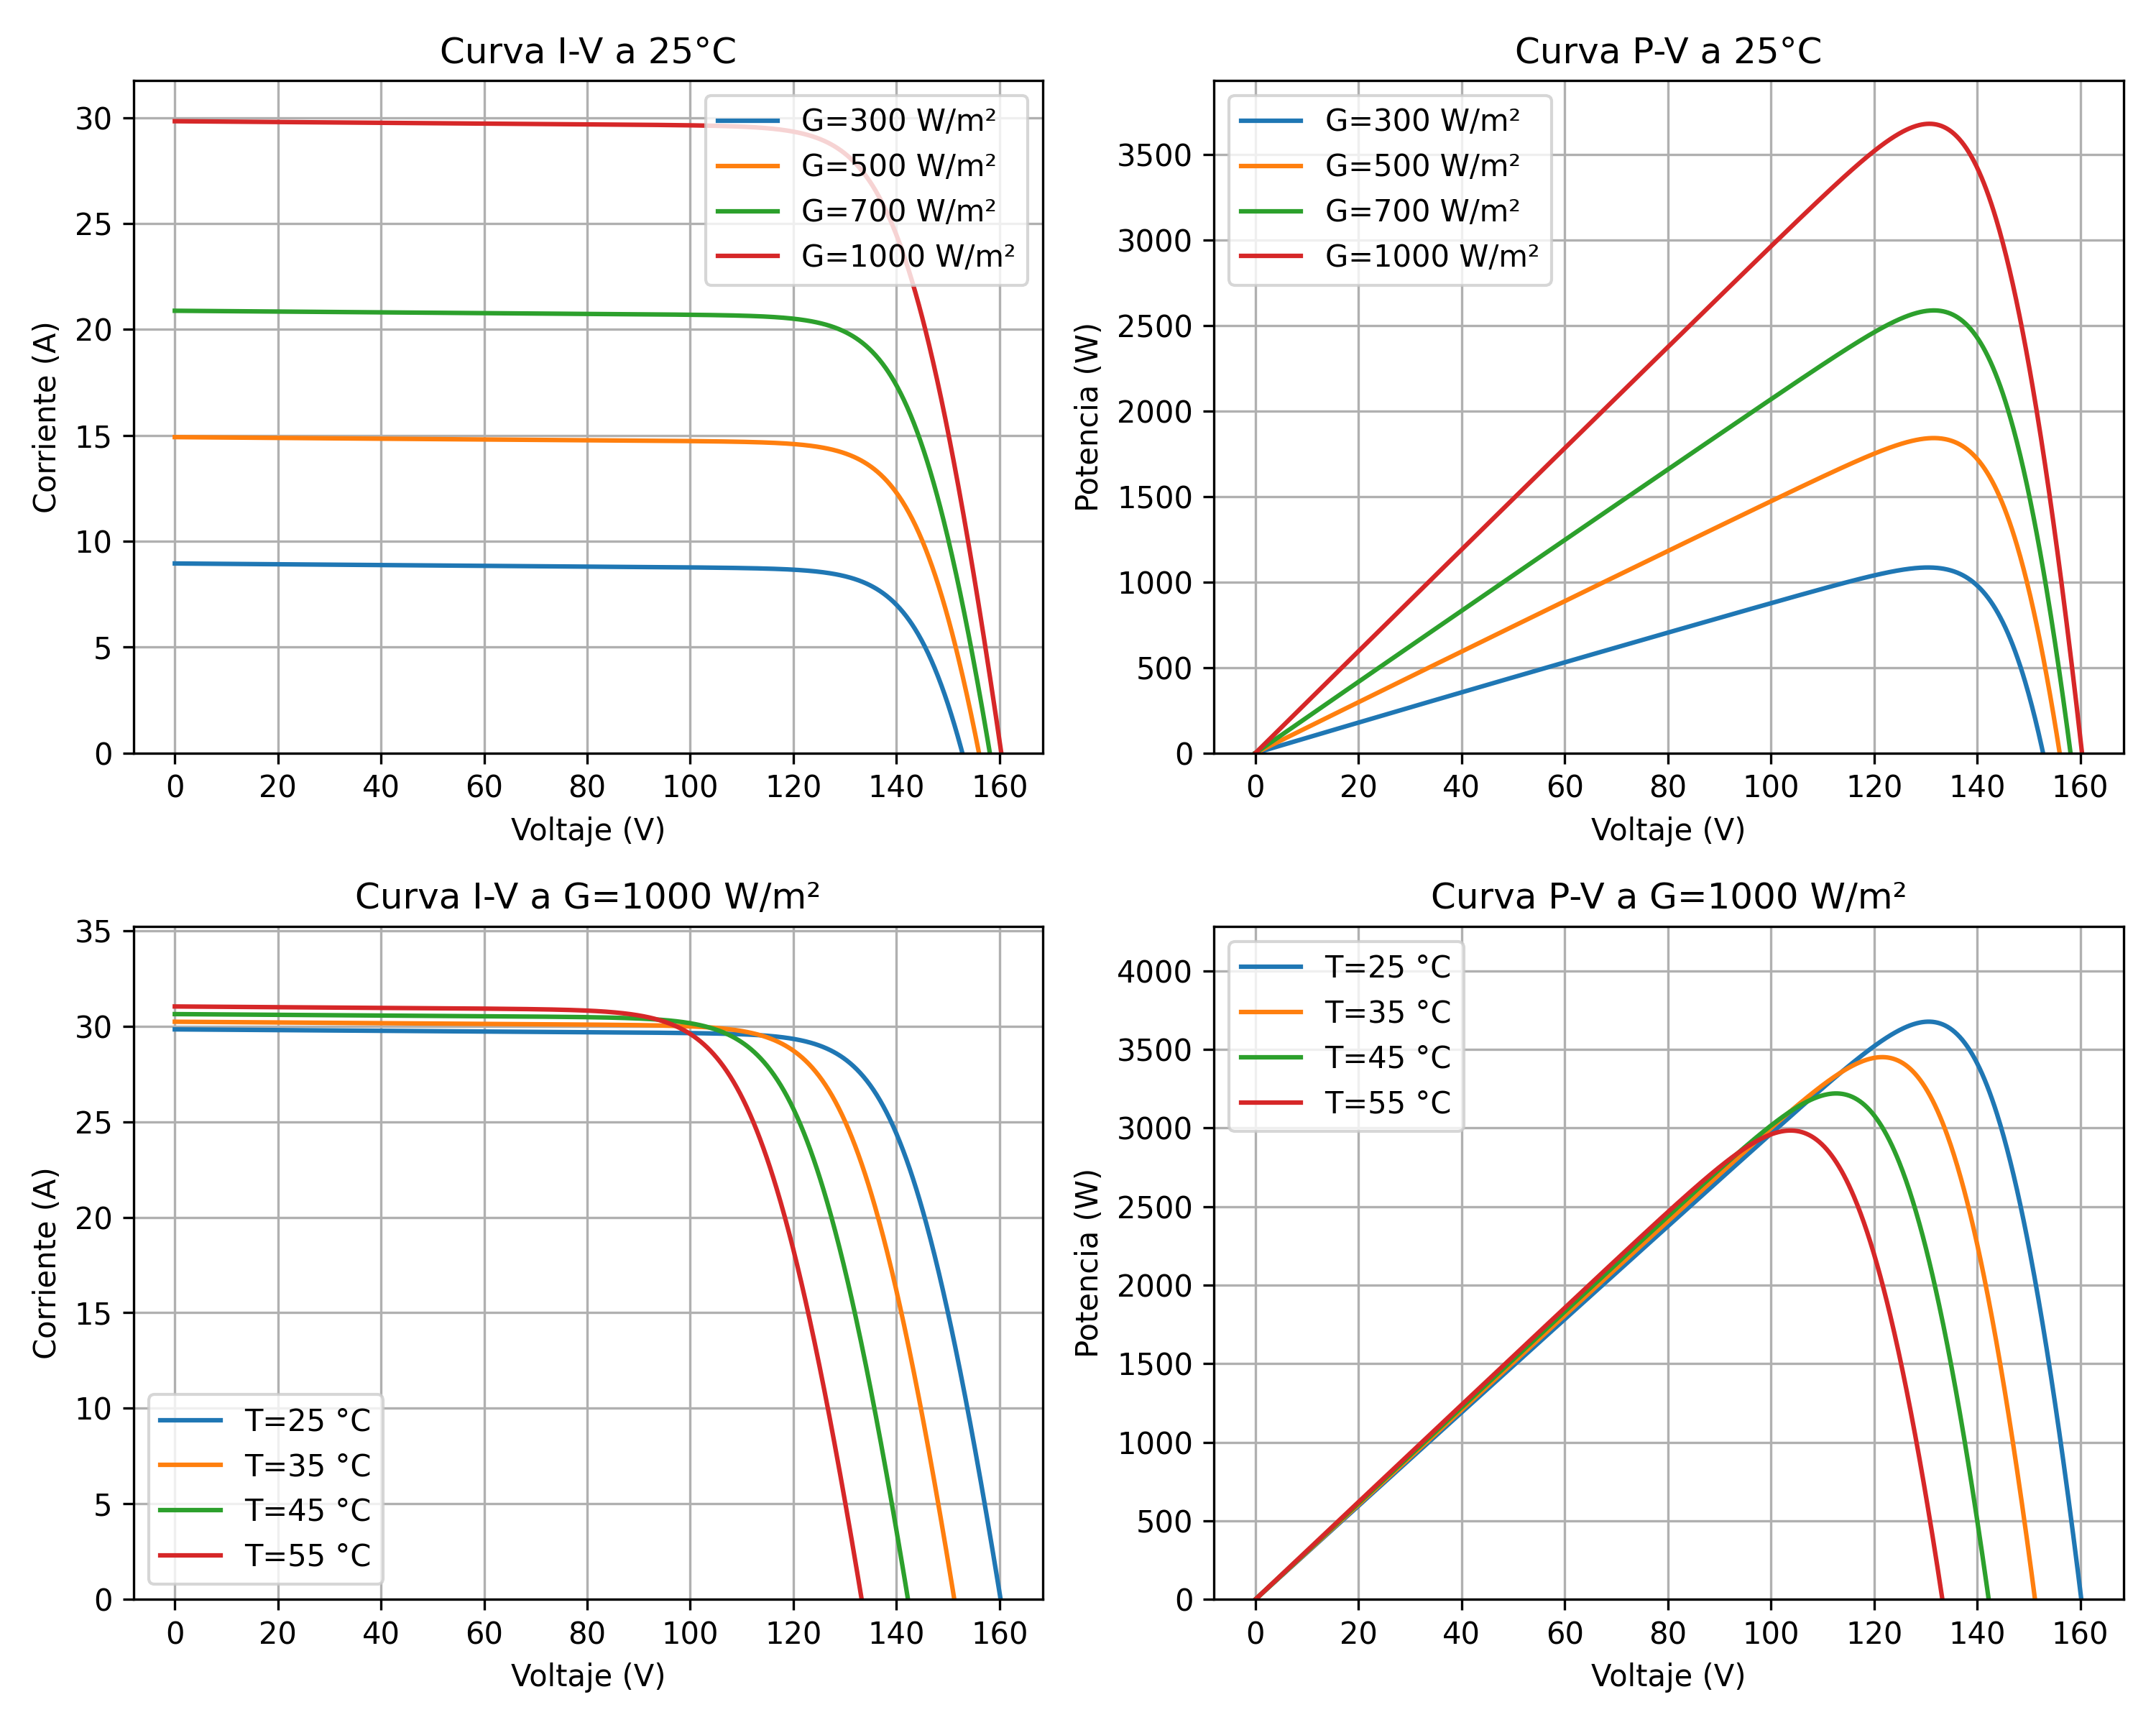 Curva I-V a 25°C
30
25
20
15
10
5
0
Corriente (A)
G=300 W/m²
G=500 W/m²
G=700 W/m²
G=1000 W/m²
0 20 40 60 80 100 120 140 160
Voltaje (V)
Curva P-V a 25°C
3500
3000
2500
2000
1500
1000
500
0
Potencia (W)
G=300 W/m²
G=500 W/m²
G=700 W/m²
G=1000 W/m²
0 20 40 60 80 100 120 140 160
Voltaje (V)
Curva I-V a G=1000 W/m²
35
30
25
20
15
10
5
0
Corriente (A)
T=25 °C
T=35 °C
T=45 °C
T=55 °C
0 20 40 60 80 100 120 140 160
Voltaje (V)
Curva P-V a G=1000 W/m²
4000
3500
3000
2500
2000
1500
1000
500
0
Potencia (W)
T=25 °C
T=35 °C
T=45 °C
T=55 °C
0 20 40 60 80 100 120 140 160
Voltaje (V)